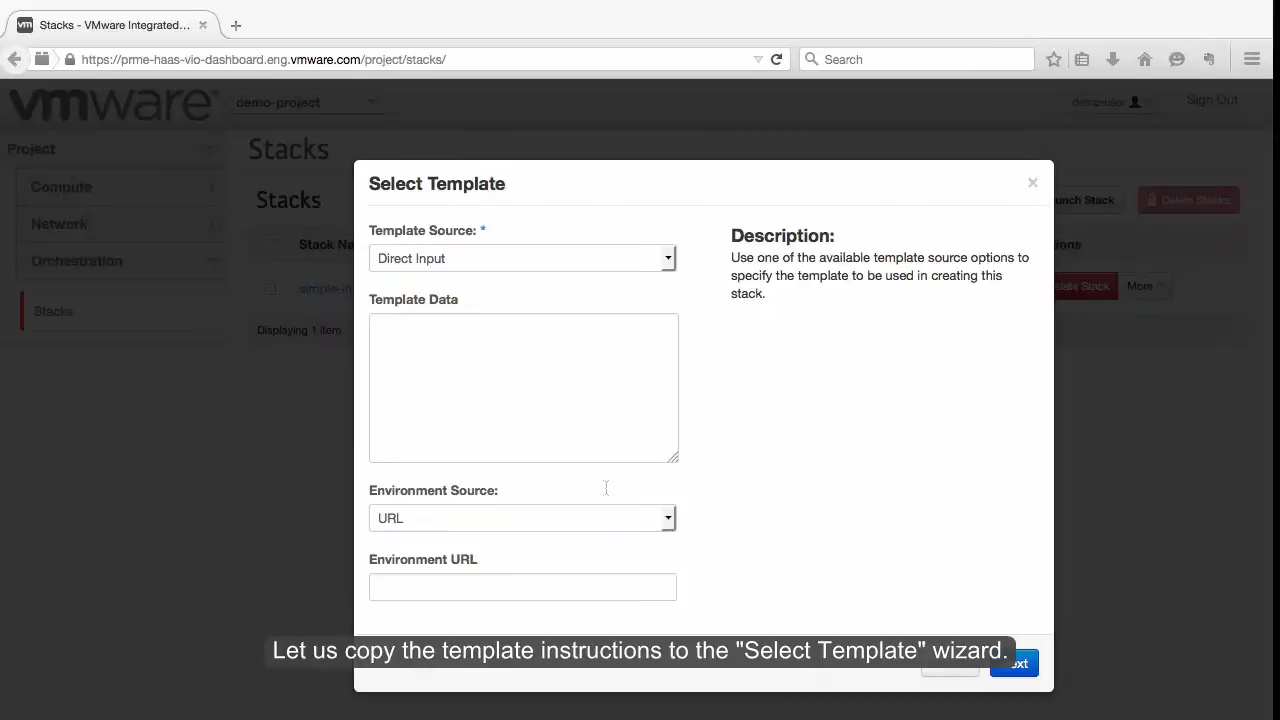 vm Stacks - VMware Integrated... × +
https://prme-haas-vio-dashboard.eng.vmware.com/project/stacks/
Search
vmware
demo-project
Sign Out
Project
Compute
Network
Orchestration
Stacks
Stacks
Stacks
unch Stack
Delete Stacks
Stack Na
ons
simple-in
elete Stack
More
Displaying 1 item
Select Template
×
Template Source: *
Direct Input
Template Data
Environment Source:
URL
Environment URL
Description:
Use one of the available template source options to
specify the template to be used in creating this
stack.
Let us copy the template instructions to the "Select Template" wizard.
ext